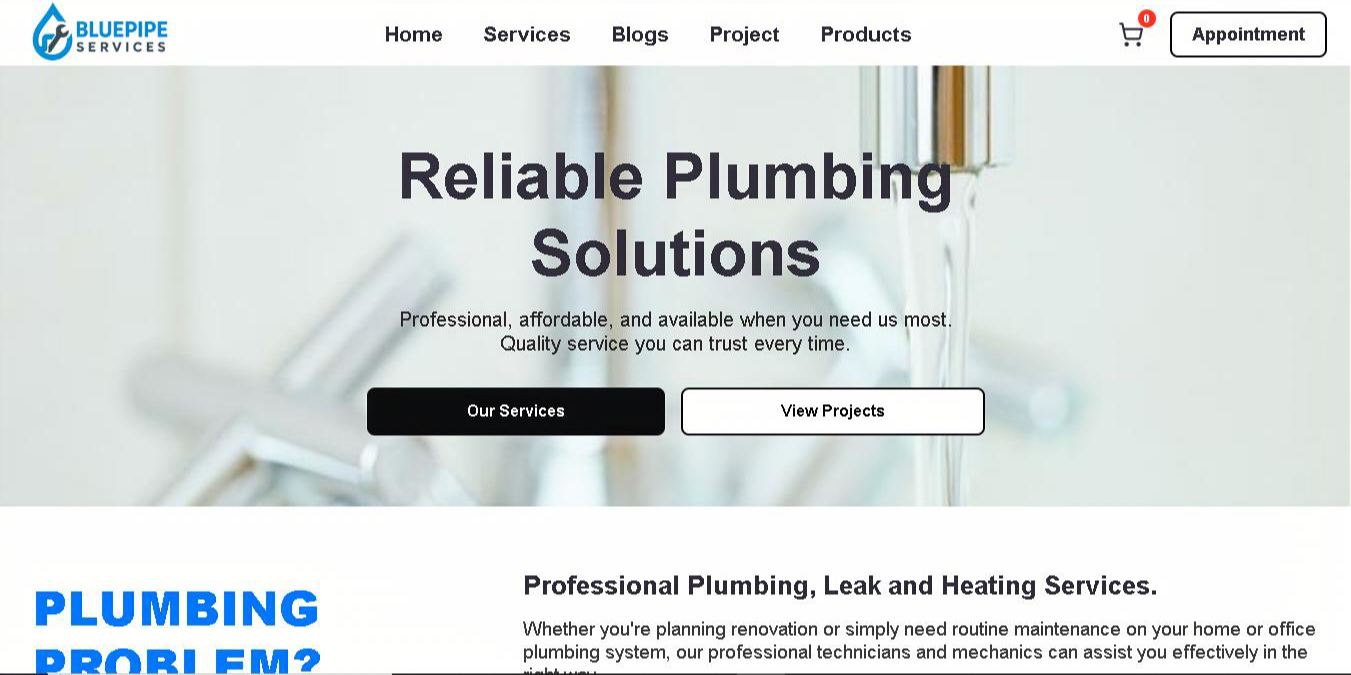 BLUEPIPE
SERVICES
Home Services Blogs Project Products
0
Appointment
Reliable Plumbing
Solutions
Professional, affordable, and available when you need us most.
Quality service you can trust every time.
Our Services View Projects
PLUMBING
PROBLEM?
Professional Plumbing, Leak and Heating Services.
Whether you're planning renovation or simply need routine maintenance on your home or office
plumbing system, our professional technicians and mechanics can assist you effectively in the
right way.